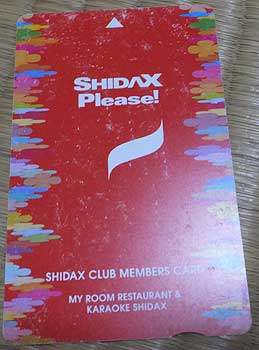 SHIDAX
Please!
SHIDAX CLUB MEMBERS CARD
MY ROOM RESTAURANT &
KARAOKE SHIDAX